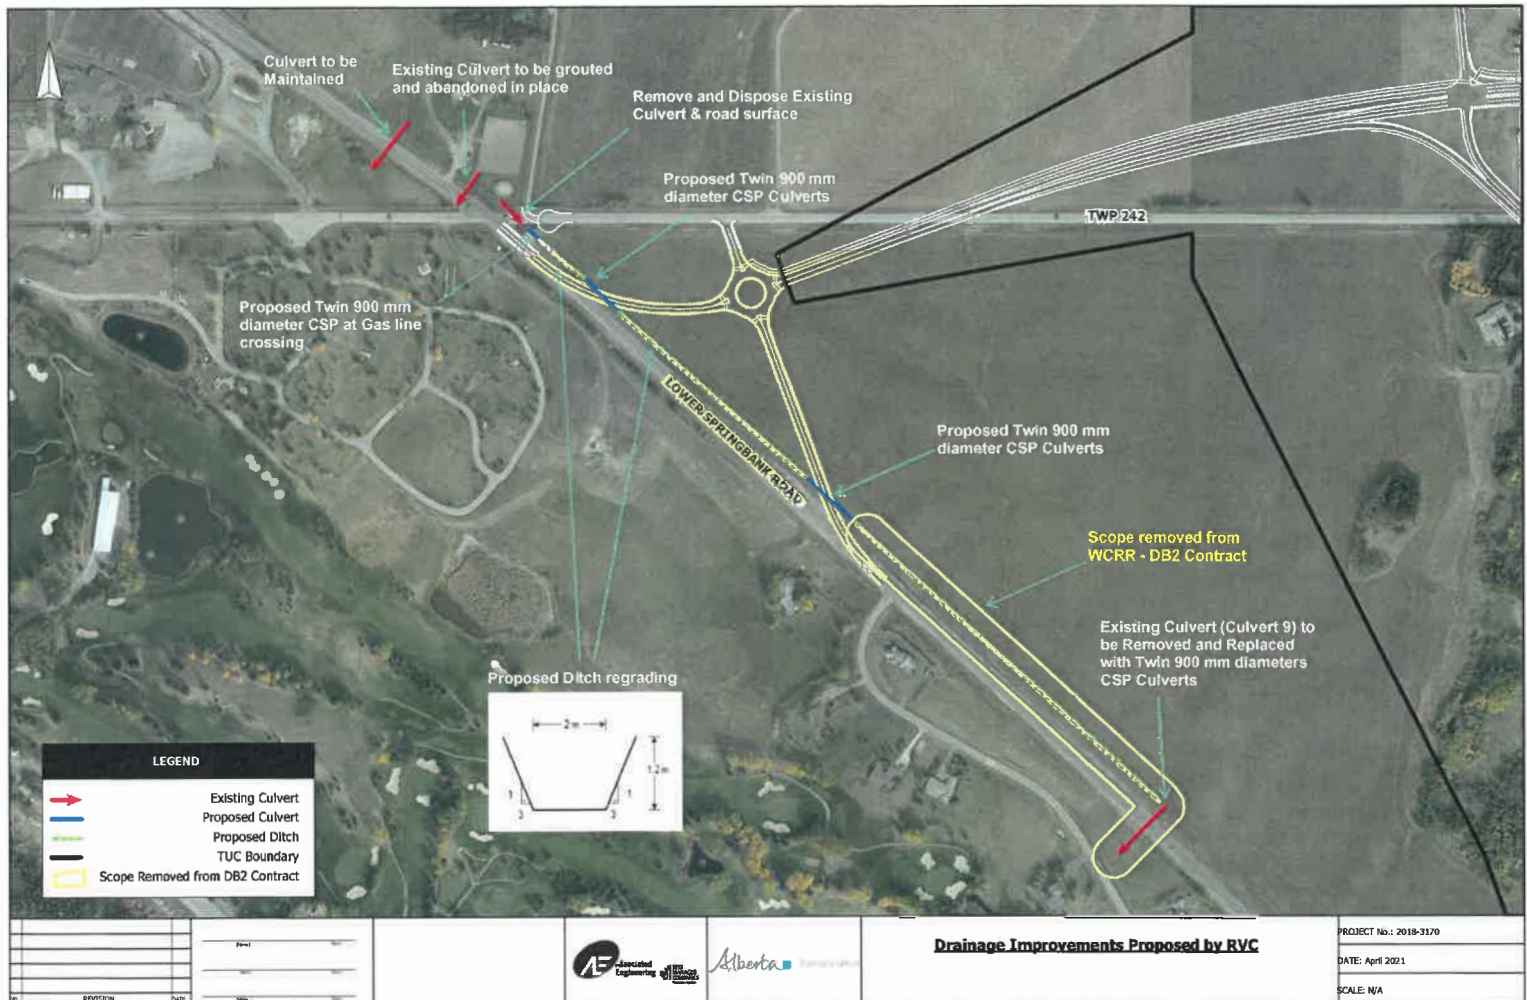 Culvert to be
Maintained
Existing Culvert to be grouted
and abandoned in place
Remove and Dispose Existing
Culvert & road surface
Proposed Twin 900 mm
diameter CSP Culverts
TWP 242
Proposed Twin 900 mm
diameter CSP at Gas line
crossing
LOWER SPRINGBANK ROAD
Proposed Twin 900 mm
diameter CSP Culverts
Scope removed from
WCRR - DB2 Contract
Existing Culvert (Culvert 9) to
be Removed and Replaced
with Twin 900 mm diameters
CSP Culverts
Proposed Ditch regrading
2 m
1.2 m
1
1
3
3
LEGEND
Existing Culvert
Proposed Culvert
Proposed Ditch
TUC Boundary
Scope Removed from DB2 Contract
REVISION
DATE
AE
Associated
Engineering
Alberta
Drainage Improvements Proposed by RVC
PROJECT No.: 2018-3170
DATE: April 2021
SCALE: N/A